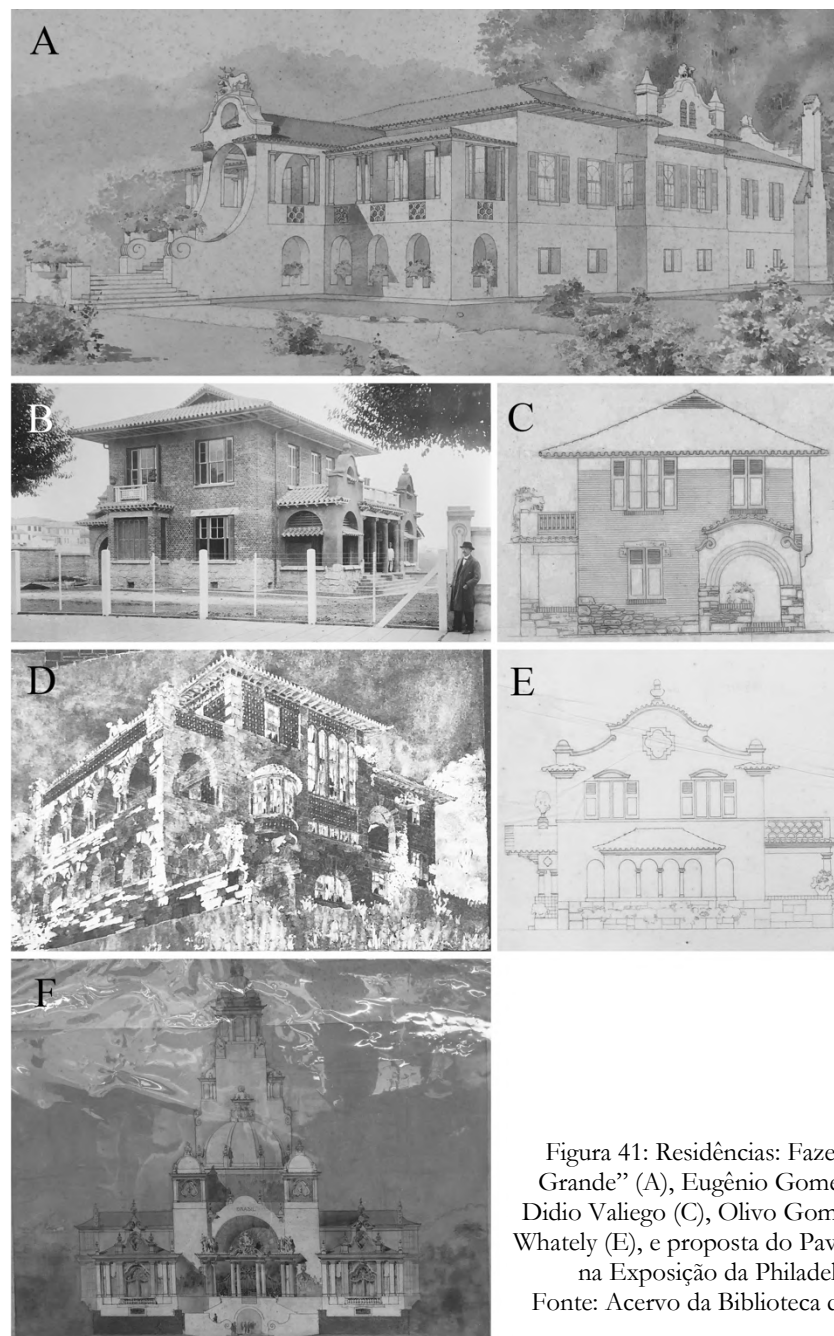 A
B
C
D
E
F
BRASIL
Figura 41: Residências: Faze
Grande” (A), Eugênio Gome
Didio Valiego (C), Olivo Gom
Whately (E), e proposta do Pav
na Exposição da Philadel
Fonte: Acervo da Biblioteca